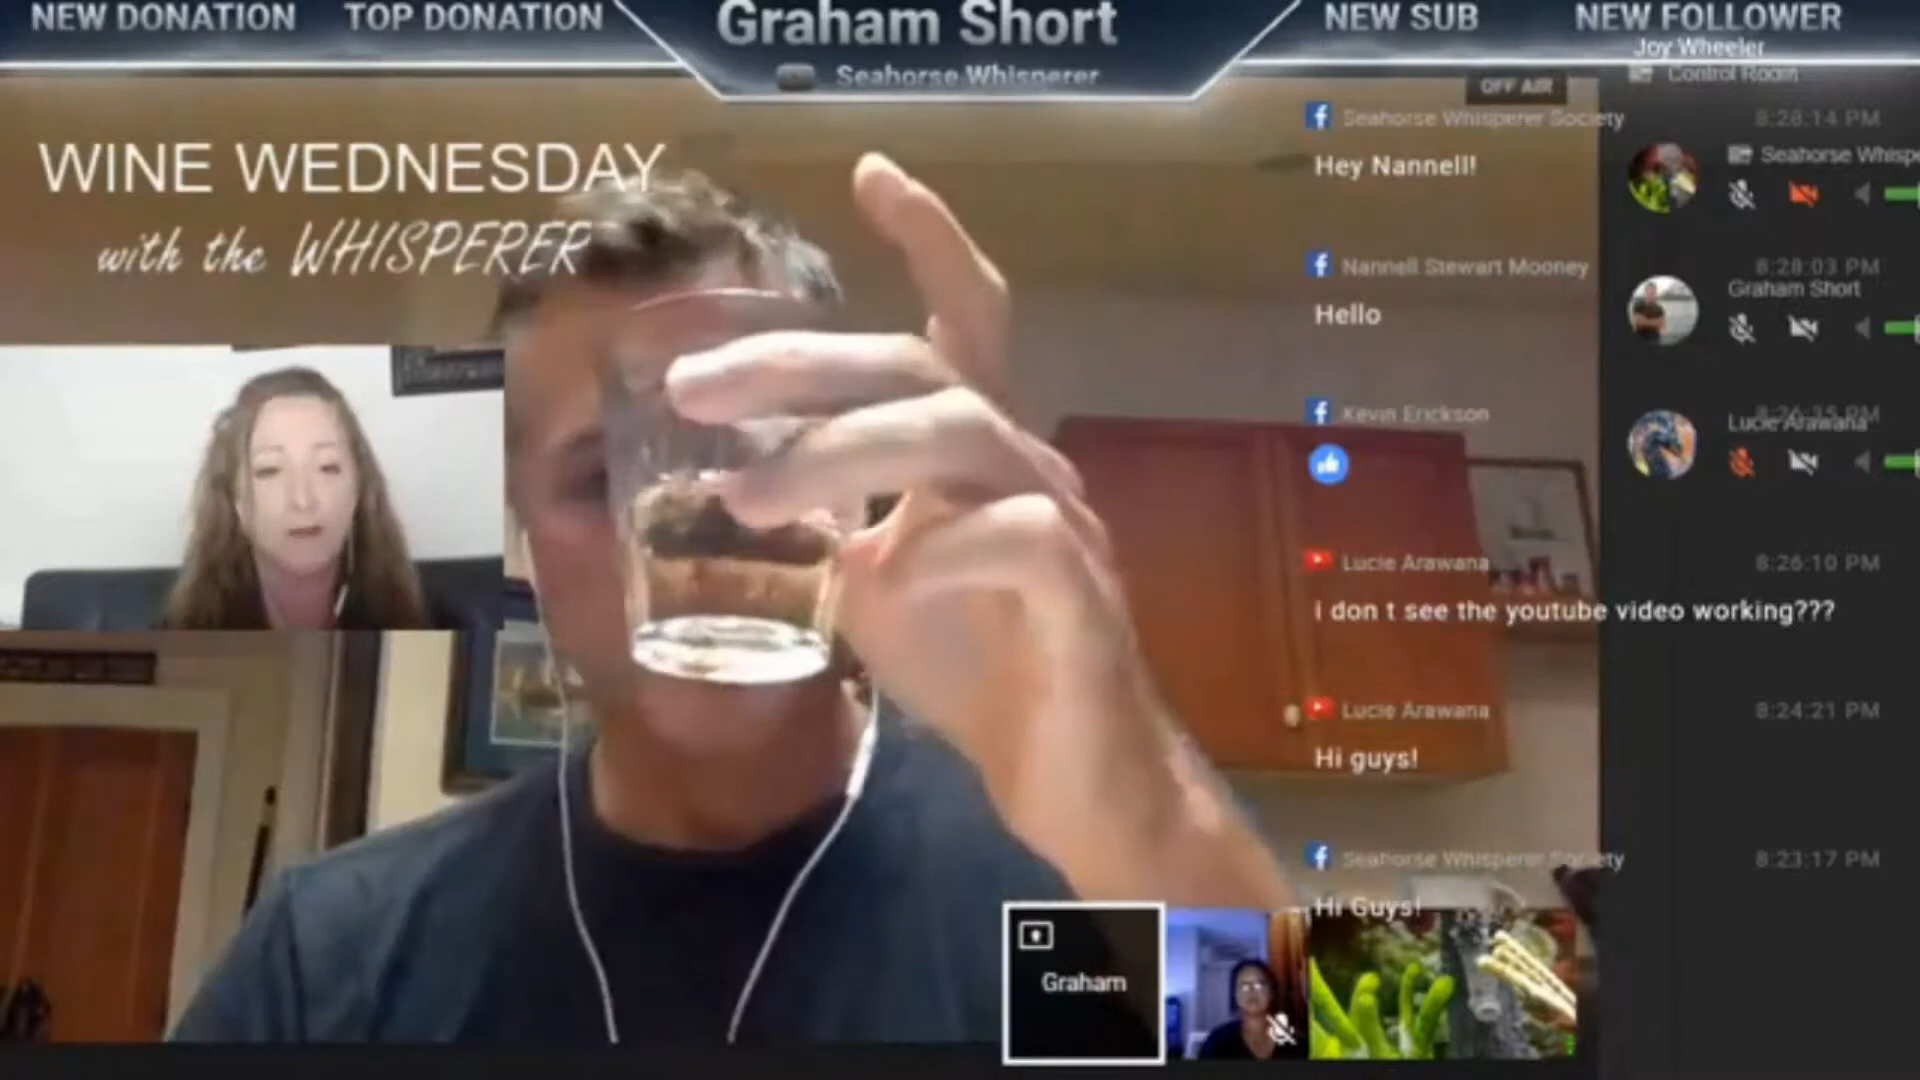 NEW DONATION
TOP DONATION
Graham Short
Seahorse Whisperer
NEW SUB
NEW FOLLOWER
Joy Wheeler
Control Room
OFF AIR
WINE WEDNESDAY
with the WHISPERER
Seahorse Whisperer Society
8:28:14 PM
Hey Nannell!
Seahorse Whispe
Nannell Stewart Mooney
8:28:03 PM
Hello
Graham Short
Kevin Erickson
Lucie Arawana
Lucie Arawana
8:26:10 PM
i don t see the youtube video working???
Lucie Arawana
8:24:21 PM
Hi guys!
Seahorse Whisperer Society
8:23:17 PM
Hi Guys!
Graham